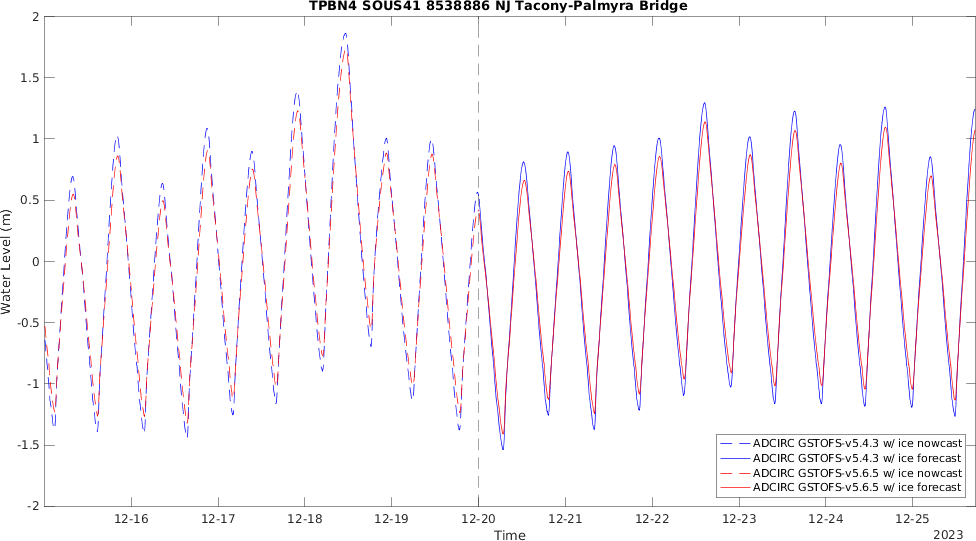 TPBN4 SOUS41 8538886 NJ Tacony-Palmyra Bridge
2
1.5
1
0.5
0
-0.5
-1
-1.5
-2
Water Level (m)
12-16 12-17 12-18 12-19 12-20 12-21 12-22 12-23 12-24 12-25
Time
2023
ADCIRC GSTOFS-v5.4.3 w/ ice nowcast
ADCIRC GSTOFS-v5.4.3 w/ ice forecast
ADCIRC GSTOFS-v5.6.5 w/ ice nowcast
ADCIRC GSTOFS-v5.6.5 w/ ice forecast